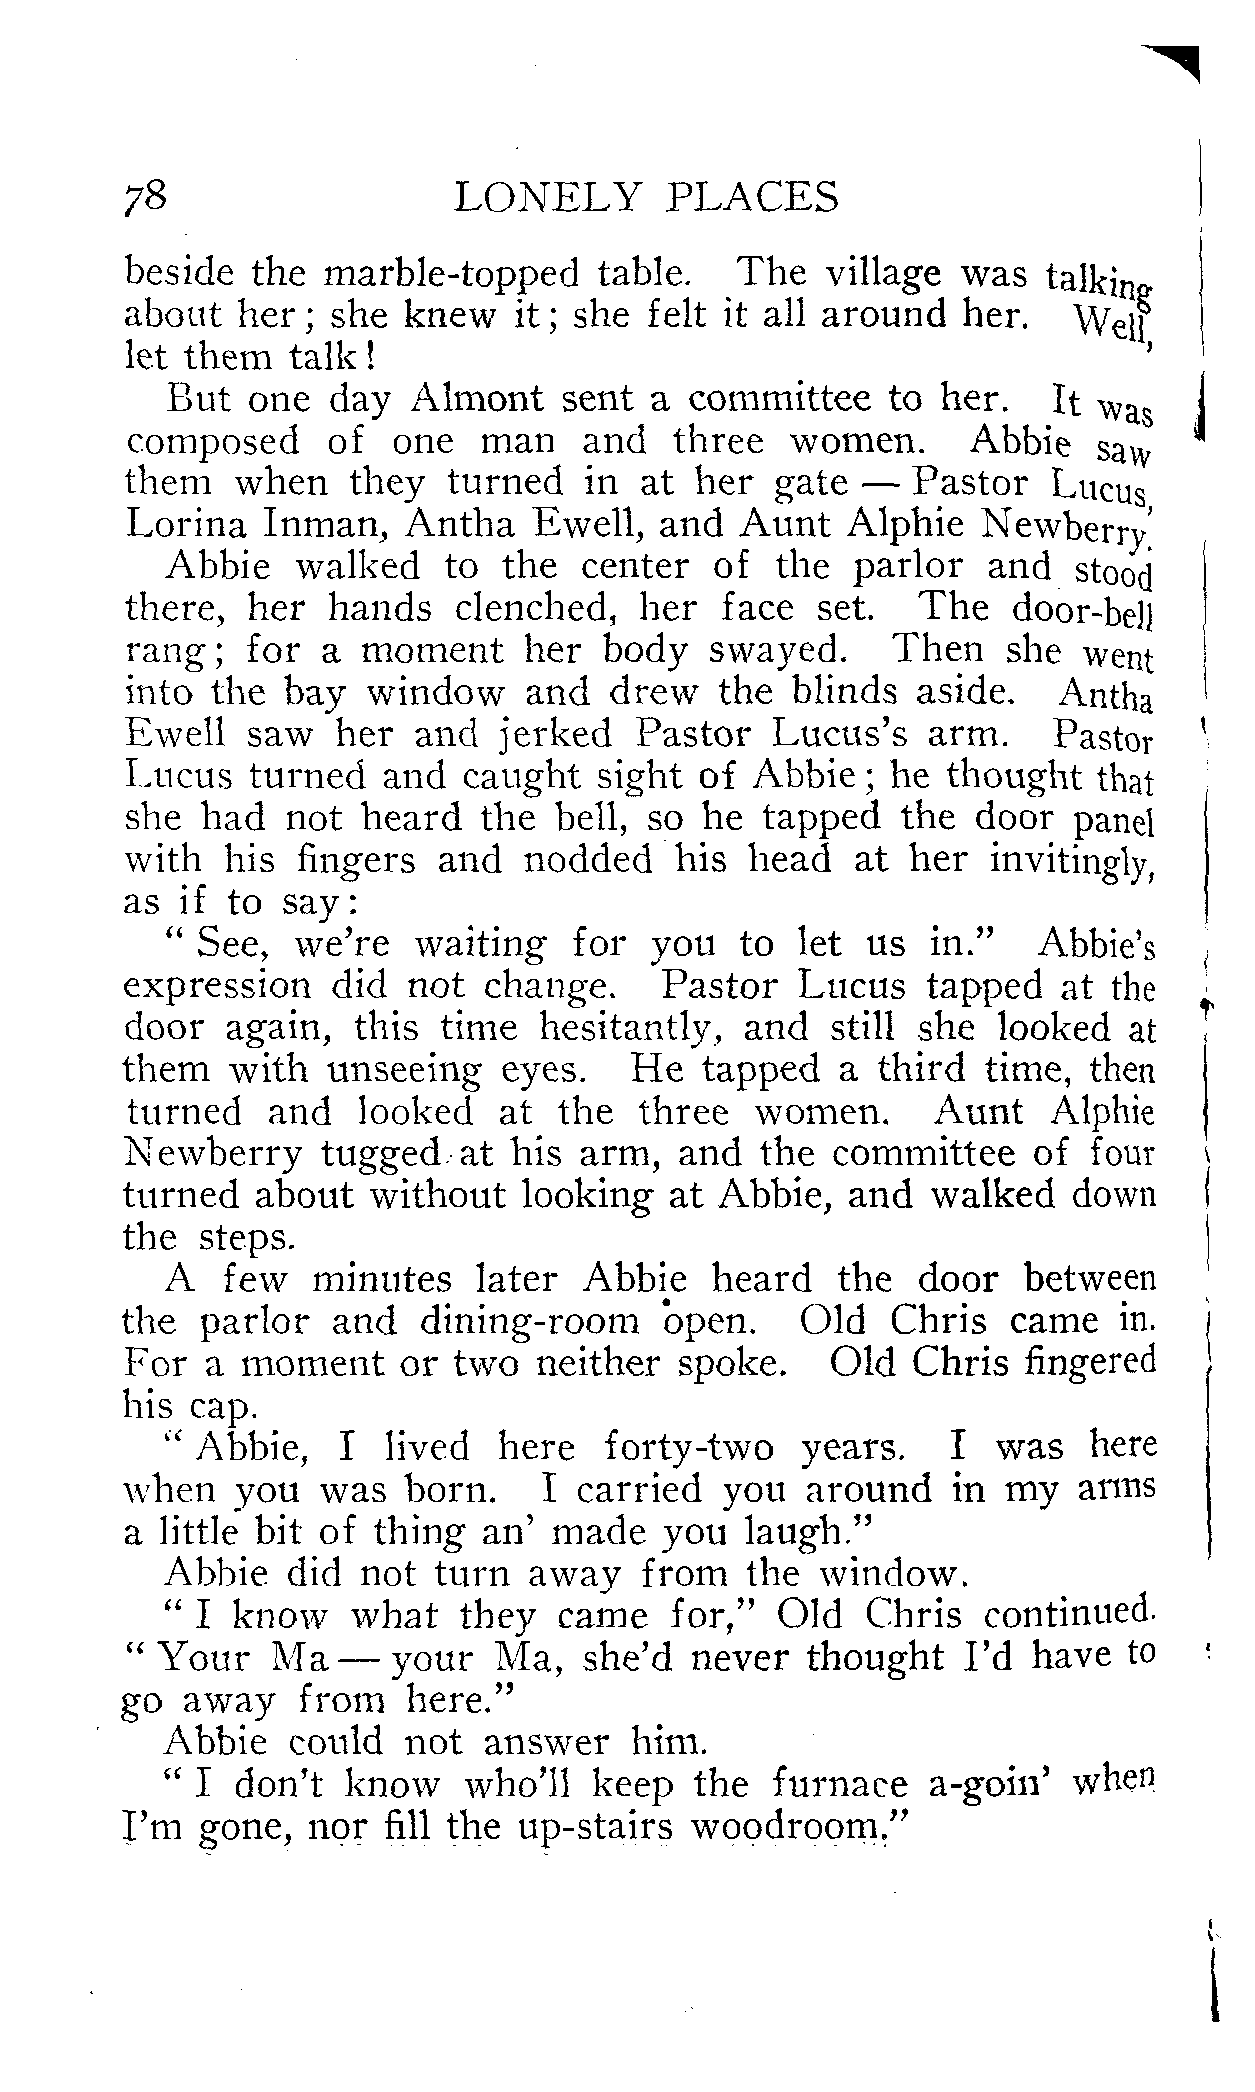 78 LONELY PLACES
beside the marble-topped table. The village was talking
about her; she knew it; she felt it all around her. Well,
let them talk!
But one day Almont sent a committee to her. It was
composed of one man and three women. Abbie saw
them when they turned in at her gate — Pastor Lucus,
Lorina Inman, Antha Ewell, and Aunt Alphie Newberry.
Abbie walked to the center of the parlor and stood
there, her hands clenched, her face set. The door-bell
rang; for a moment her body swayed. Then she went
into the bay window and drew the blinds aside. Antha
Ewell saw her and jerked Pastor Lucus's arm. Pastor
Lucus turned and caught sight of Abbie; he thought that
she had not heard the bell, so he tapped the door panel
with his fingers and nodded his head at her invitingly,
as if to say:
" See, we're waiting for you to let us in." Abbie's
expression did not change. Pastor Lucus tapped at the
door again, this time hesitantly, and still she looked at
them with unseeing eyes. He tapped a third time, then
turned and looked at the three women. Aunt Alphie
Newberry tugged at his arm, and the committee of four
turned about without looking at Abbie, and walked down
the steps.
A few minutes later Abbie heard the door between
the parlor and dining-room open. Old Chris came in.
For a moment or two neither spoke. Old Chris fingered
his cap.
" Abbie, I lived here forty-two years. I was here
when you was born. I carried you around in my arms
a little bit of thing an' made you laugh."
Abbie did not turn away from the window.
" I know what they came for," Old Chris continued.
" Your Ma — your Ma, she'd never thought I'd have to
go away from here."
Abbie could not answer him.
" I don't know who'll keep the furnace a-goin' when
I'm gone, nor fill the up-stairs woodroom."